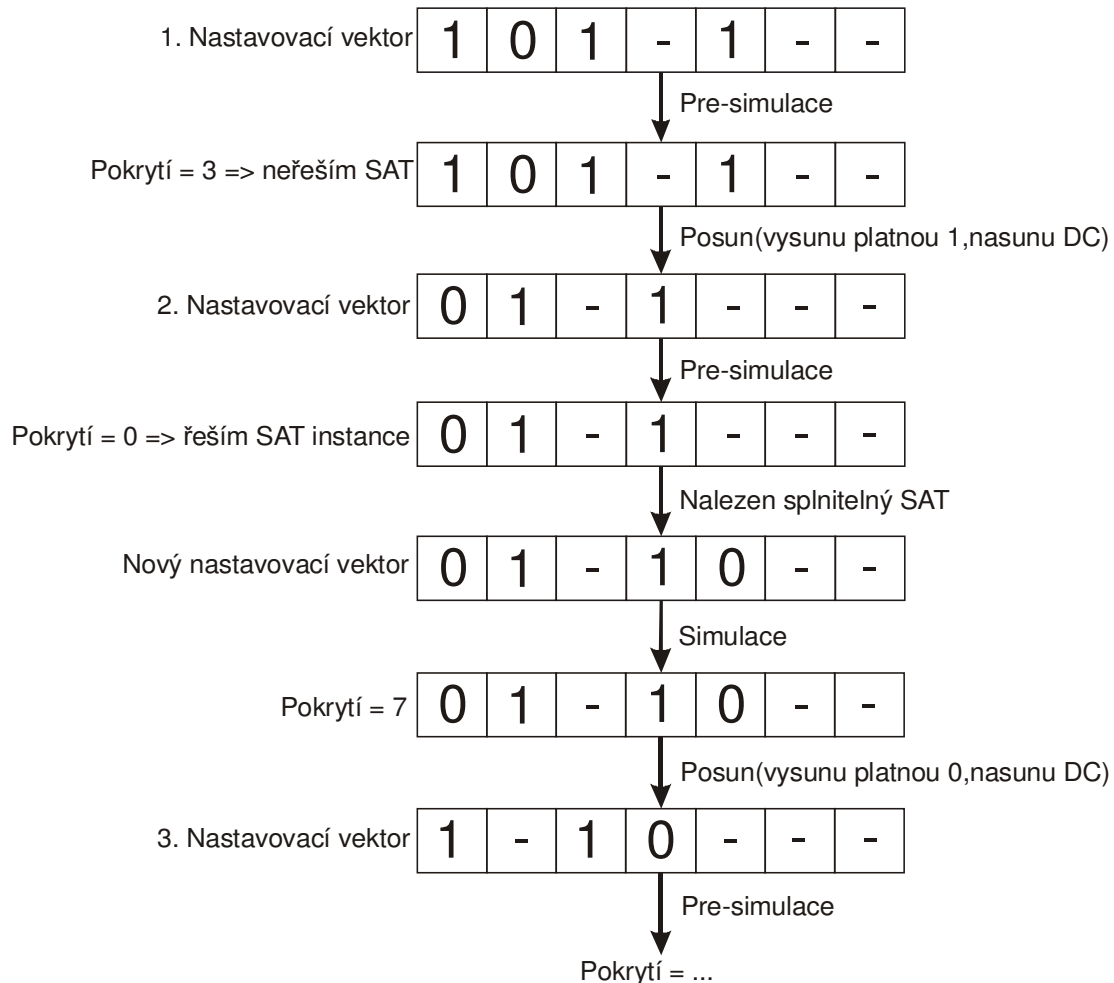 1. Nastavovací vektor 1 0 1 - 1 - -
Pre-simulace
Pokrytí = 3 => neřeším SAT 1 0 1 - 1 - -
Posun(vysunu platnou 1,nasunu DC)
2. Nastavovací vektor 0 1 - 1 - - -
Pre-simulace
Pokrytí = 0 => řeším SAT instance 0 1 - 1 - - -
Nalezen splnitelný SAT
Nový nastavovací vektor 0 1 - 1 0 - -
Simulace
Pokrytí = 7 0 1 - 1 0 - -
Posun(vysunu platnou 0,nasunu DC)
3. Nastavovací vektor 1 - 1 0 - - -
Pre-simulace
Pokrytí = ...